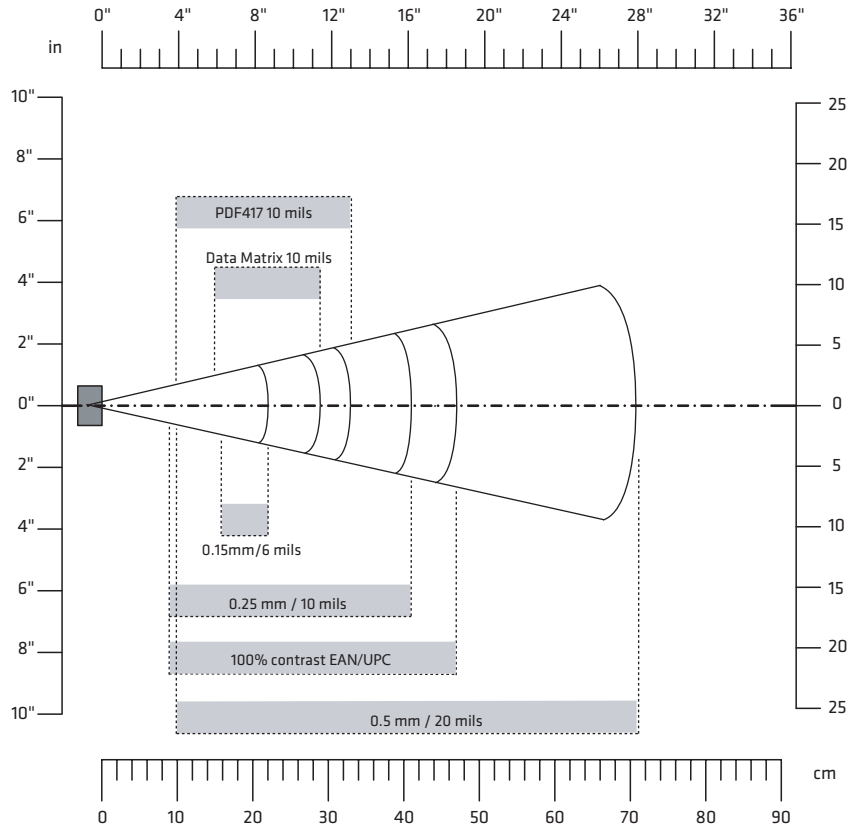 0" 4" 8" 12" 16" 20" 24" 28" 32" 36"
in
10" 25
8" 20
6" PDF417 10 mils 15
Data Matrix 10 mils
4" 10
2" 5
0" 0
2" 5
4" 10
0.15mm/6 mils
6" 15
0.25 mm / 10 mils
8" 20
100% contrast EAN/UPC
10" 25
0.5 mm / 20 mils
cm
0 10 20 30 40 50 60 70 80 90